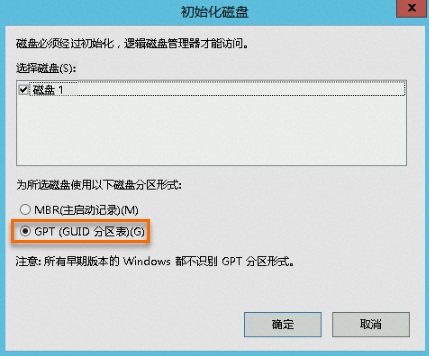 初始化磁盘
x
磁盘必须经过初始化，逻辑磁盘管理器才能访问。
选择磁盘(S):
磁盘 1
为所选磁盘使用以下磁盘分区形式:
MBR(主启动记录)(M)
GPT (GUID 分区表)(G)
注意: 所有早期版本的 Windows 都不识别 GPT 分区形式。
确定
取消